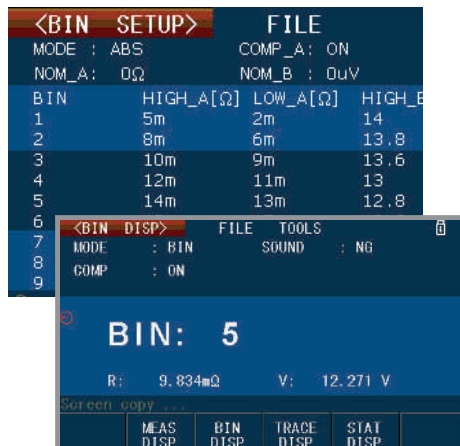 <BIN SETUP> FILE
MODE : ABS COMP_A: ON
NOM_A: 0Ω NOM_B : 0uV
BIN HIGH_A[Ω] LOW_A[Ω] HIGH_
1 5m 2m 14
2 8m 6m 13.8
3 10m 9m 13.6
4 12m 11m 13
5 14m 13m 12.8
6
7
8
9
<BIN DISP> FILE TOOLS
MODE : BIN SOUND : NG
COMP : ON
BIN: 5
R: 9.834mΩ V: 12.271 V
Screen copy ...
MEAS DISP BIN DISP TRACE DISP STAT DISP